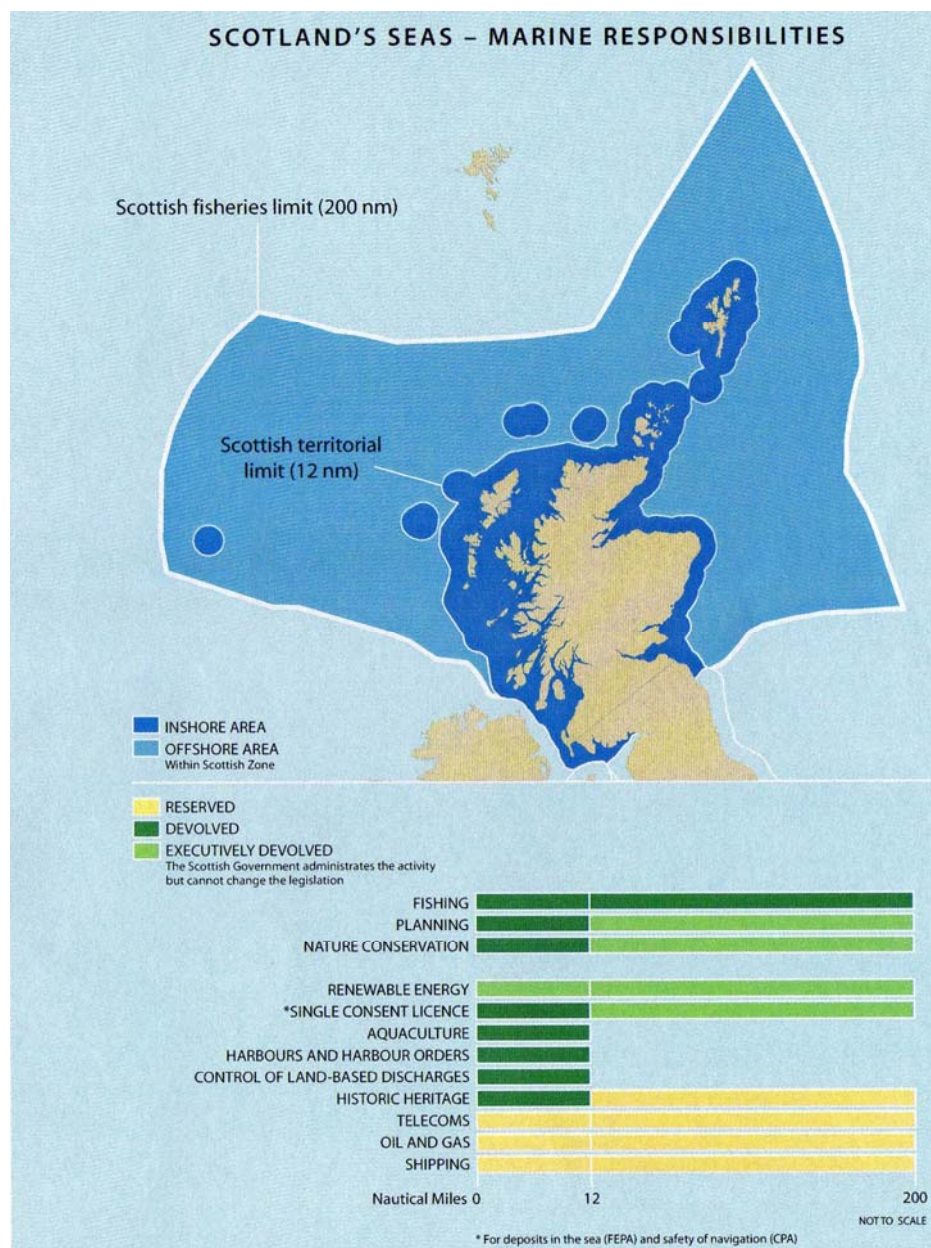 SCOTLAND'S SEAS – MARINE RESPONSIBILITIES
Scottish fisheries limit (200 nm)
Scottish territorial
limit (12 nm)
INSHORE AREA
OFFSHORE AREA
Within Scottish Zone
RESERVED
DEVOLVED
EXECUTIVELY DEVOLVED
The Scottish Government administrates the activity
but cannot change the legislation
FISHING
PLANNING
NATURE CONSERVATION
RENEWABLE ENERGY
*SINGLE CONSENT LICENCE
AQUACULTURE
HARBOURS AND HARBOUR ORDERS
CONTROL OF LAND-BASED DISCHARGES
HISTORIC HERITAGE
TELECOMS
OIL AND GAS
SHIPPING
Nautical Miles 0 12 200
NOT TO SCALE
* For deposits in the sea (FEPA) and safety of navigation (CPA)